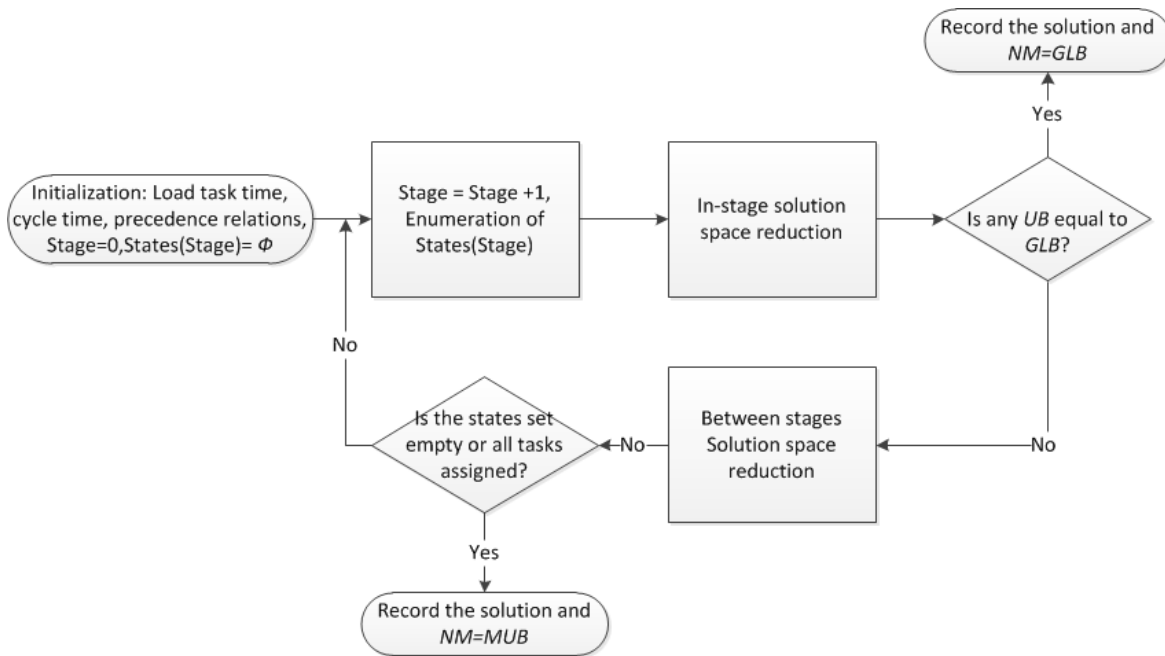 Record the solution and
NM=GLB
Yes
Initialization: Load task time,
cycle time, precedence relations,
Stage=0,States(Stage)= Φ
Stage = Stage +1,
Enumeration of
States(Stage)
In-stage solution
space reduction
Is any UB equal to
GLB?
No
No
Is the states set
empty or all tasks
assigned?
No
Between stages
Solution space
reduction
Yes
Record the solution and
NM=MUB